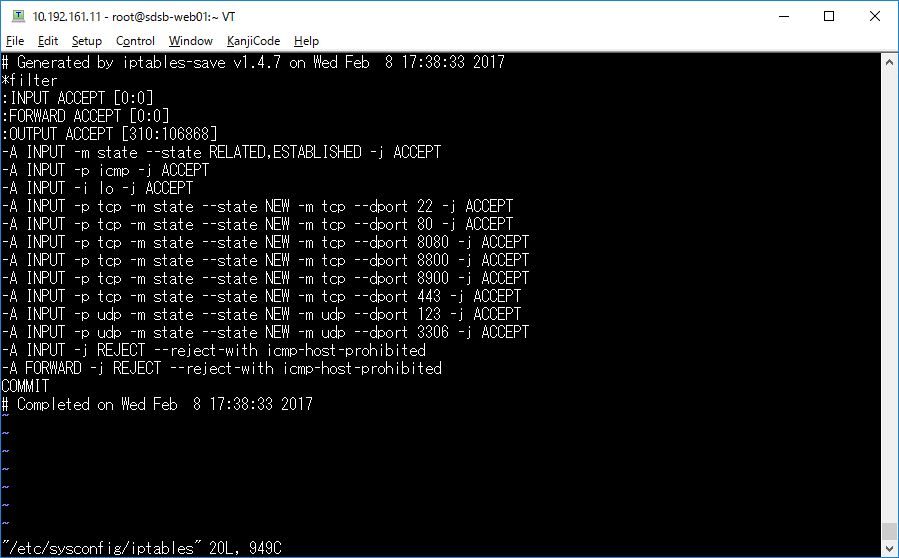 10.192.161.11 - root@sdsb-web01:~ VT
File Edit Setup Control Window KanjiCode Help
# Generated by iptables-save v1.4.7 on Wed Feb  8 17:38:33 2017
*filter
:INPUT ACCEPT [0:0]
:FORWARD ACCEPT [0:0]
:OUTPUT ACCEPT [310:106868]
-A INPUT -m state --state RELATED,ESTABLISHED -j ACCEPT
-A INPUT -p icmp -j ACCEPT
-A INPUT -i lo -j ACCEPT
-A INPUT -p tcp -m state --state NEW -m tcp --dport 22 -j ACCEPT
-A INPUT -p tcp -m state --state NEW -m tcp --dport 80 -j ACCEPT
-A INPUT -p tcp -m state --state NEW -m tcp --dport 8080 -j ACCEPT
-A INPUT -p tcp -m state --state NEW -m tcp --dport 8800 -j ACCEPT
-A INPUT -p tcp -m state --state NEW -m tcp --dport 8900 -j ACCEPT
-A INPUT -p tcp -m state --state NEW -m tcp --dport 443 -j ACCEPT
-A INPUT -p udp -m state --state NEW -m udp --dport 123 -j ACCEPT
-A INPUT -p udp -m state --state NEW -m udp --dport 3306 -j ACCEPT
-A INPUT -j REJECT --reject-with icmp-host-prohibited
-A FORWARD -j REJECT --reject-with icmp-host-prohibited
COMMIT
# Completed on Wed Feb  8 17:38:33 2017
~
~
~
~
~
~
~
"/etc/sysconfig/iptables" 20L, 949C